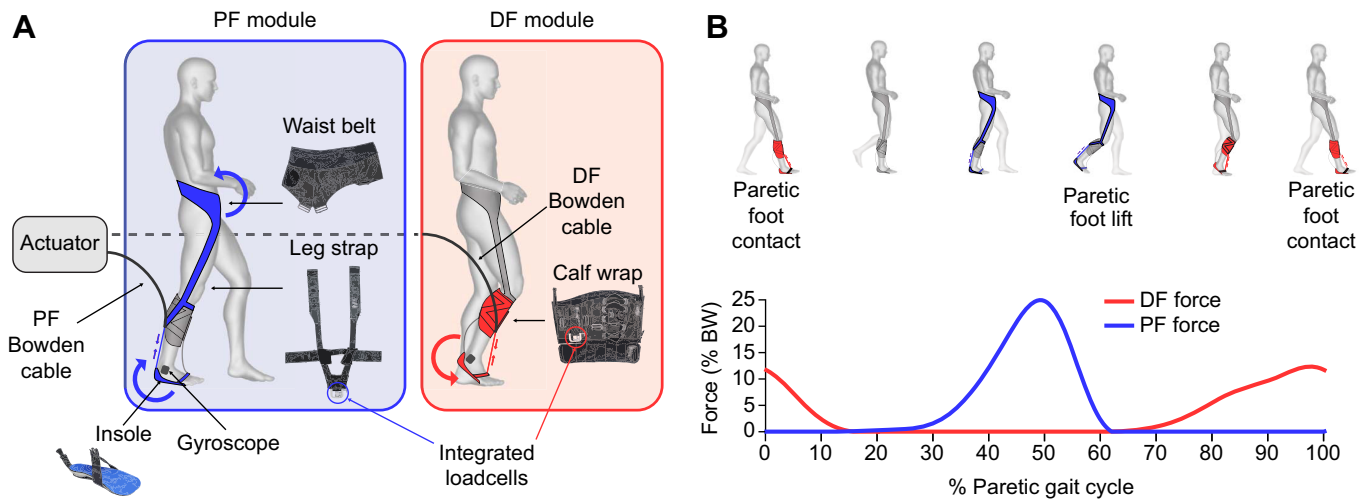 A
PF module
DF module
Waist belt
DF
Bowden
cable
Actuator
Leg strap
Calf wrap
PF
Bowden
cable
Insole
Gyroscope
Integrated
loadcells
B
Paretic
foot
contact
Paretic
foot lift
Paretic
foot
contact
DF force
PF force
Force (% BW)
25
20
15
10
5
0
0 10 20 30 40 50 60 70 80 90 100
% Paretic gait cycle